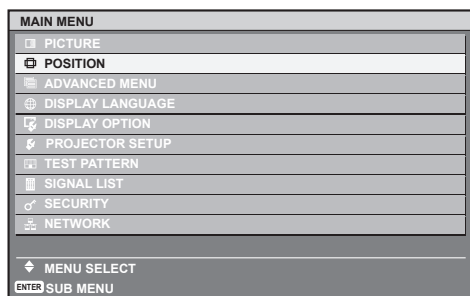 MAIN MENU
PICTURE
POSITION
ADVANCED MENU
DISPLAY LANGUAGE
DISPLAY OPTION
PROJECTOR SETUP
TEST PATTERN
SIGNAL LIST
SECURITY
NETWORK
MENU SELECT
ENTER SUB MENU